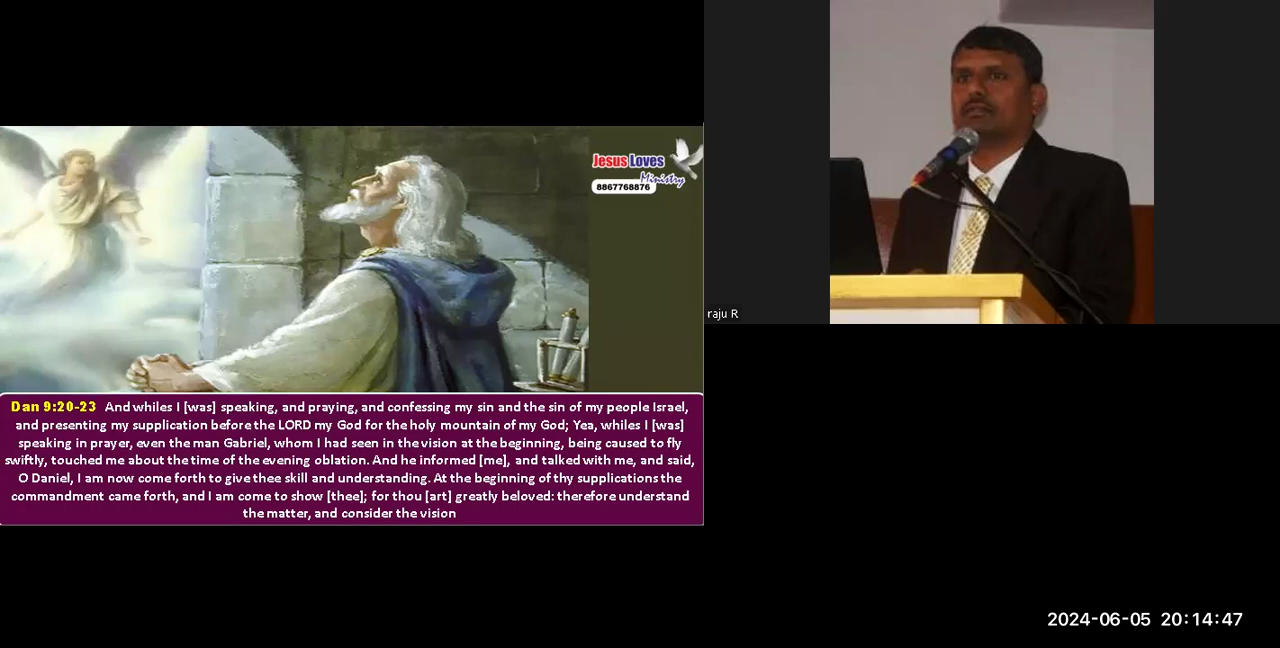 Jesus Loves
Ministry
8867768876
raju R
Dan 9:20-23 And whiles I [was] speaking, and praying, and confessing my sin and the sin of my people Israel,
and presenting my supplication before the LORD my God for the holy mountain of my God; Yea, whiles I [was]
speaking in prayer, even the man Gabriel, whom I had seen in the vision at the beginning, being caused to fly
swiftly, touched me about the time of the evening oblation. And he informed [me], and talked with me, and said,
O Daniel, I am now come forth to give thee skill and understanding. At the beginning of thy supplications the
commandment came forth, and I am come to show [thee]; for thou [art] greatly beloved: therefore understand
the matter, and consider the vision
2024-06-05 20:14:47